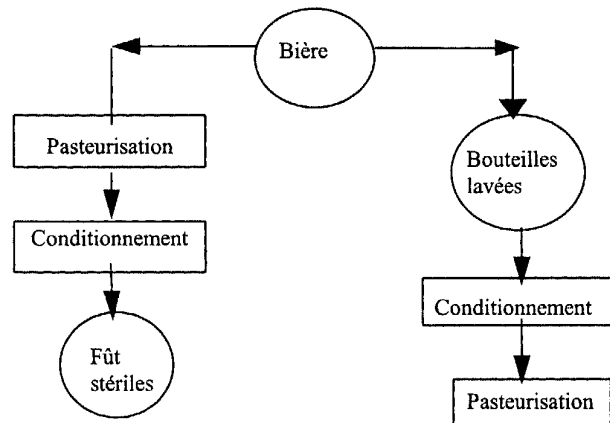 Bière
Pasteurisation
Conditionnement
Fût
stériles
Bouteilles
lavées
Conditionnement
Pasteurisation